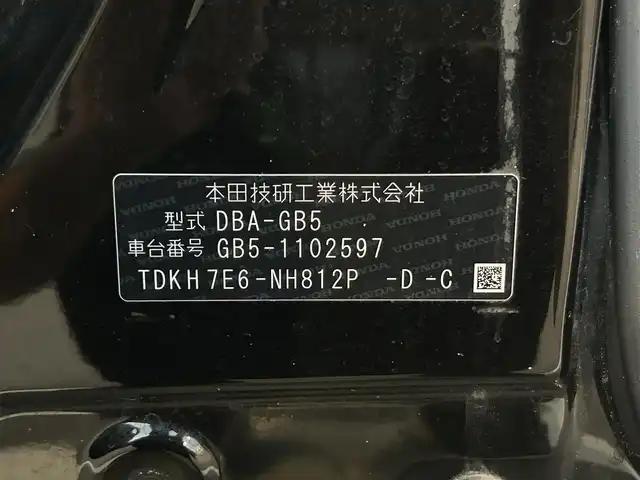 本田技研工業株式会社
型式 DBA-GB5
車台番号 GB5-1102597
TDKH7E6-NH812P -D -C